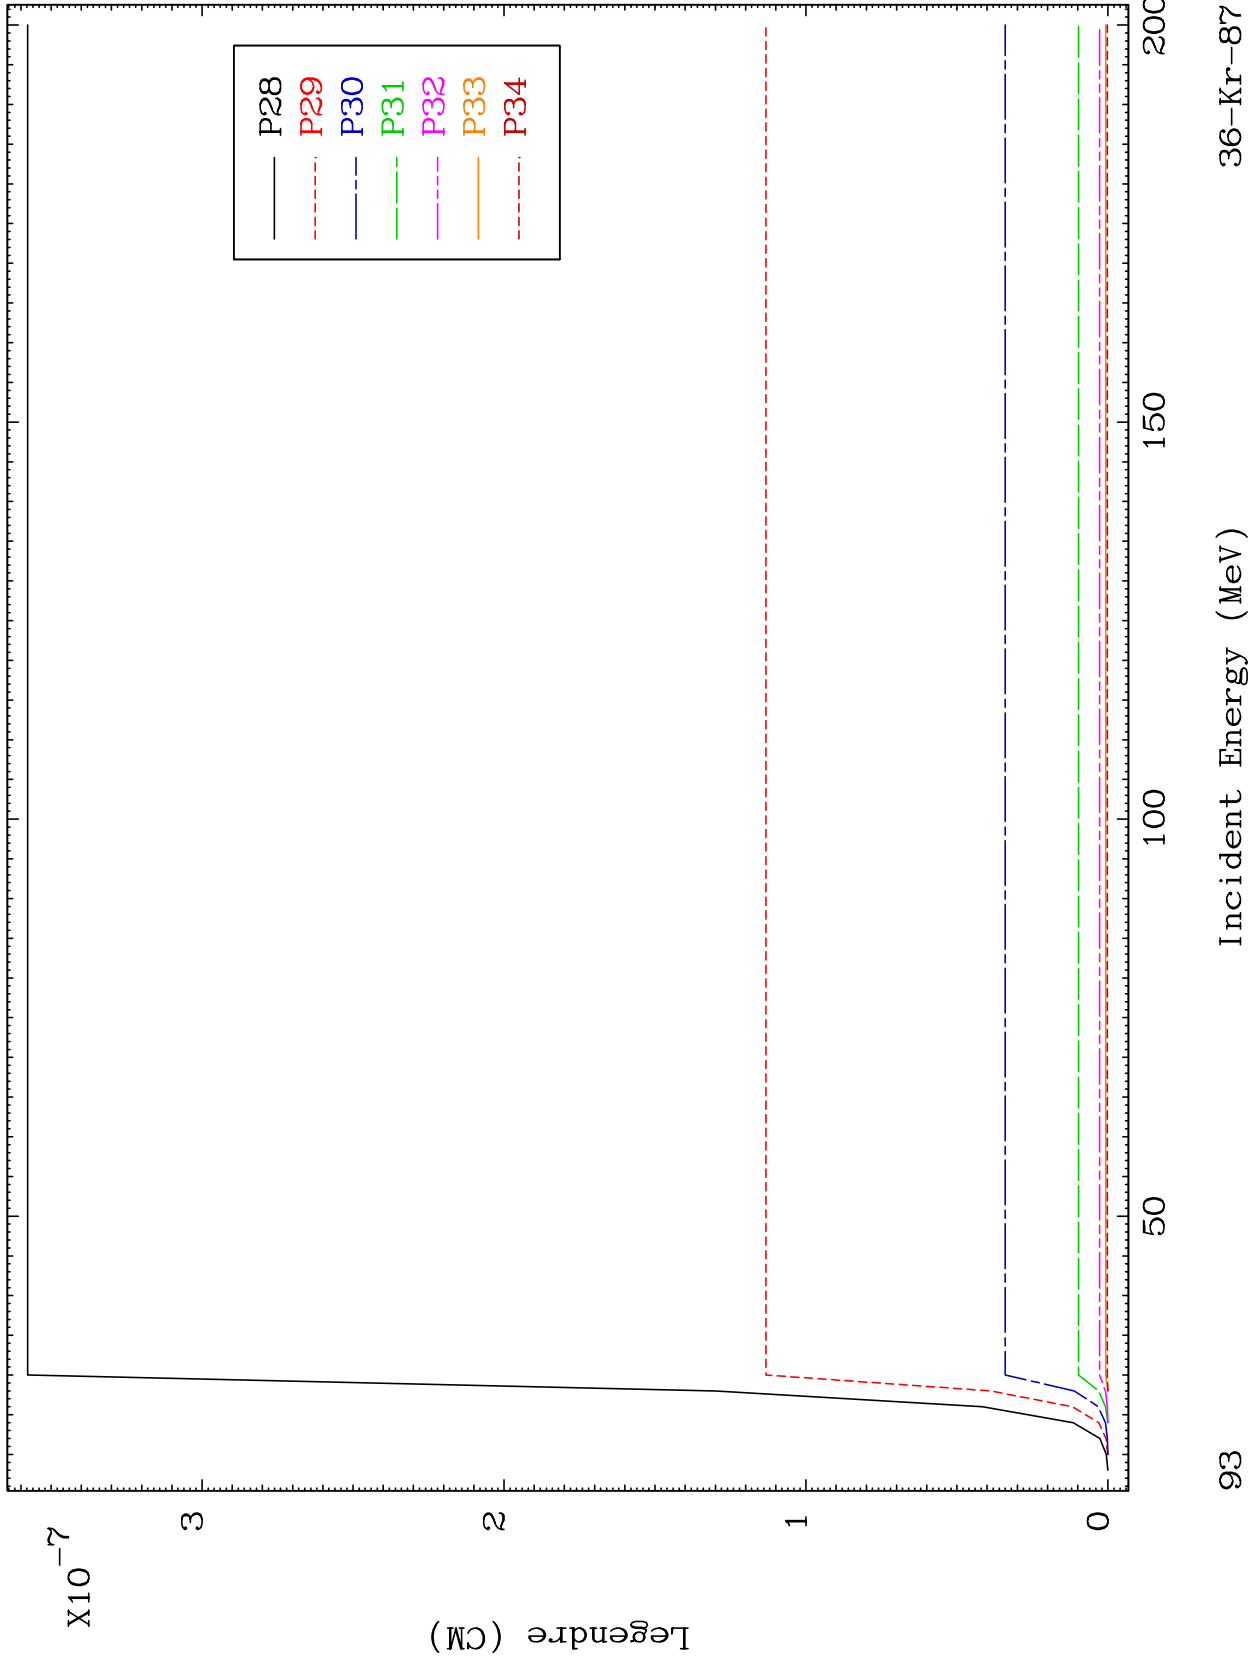 X10-7
3
2
1
0
Legendre (CM)
P28
P29
P30
P31
P32
P33
P34
50
100
150
200
Incident Energy (MeV)
93
36-Kr-87